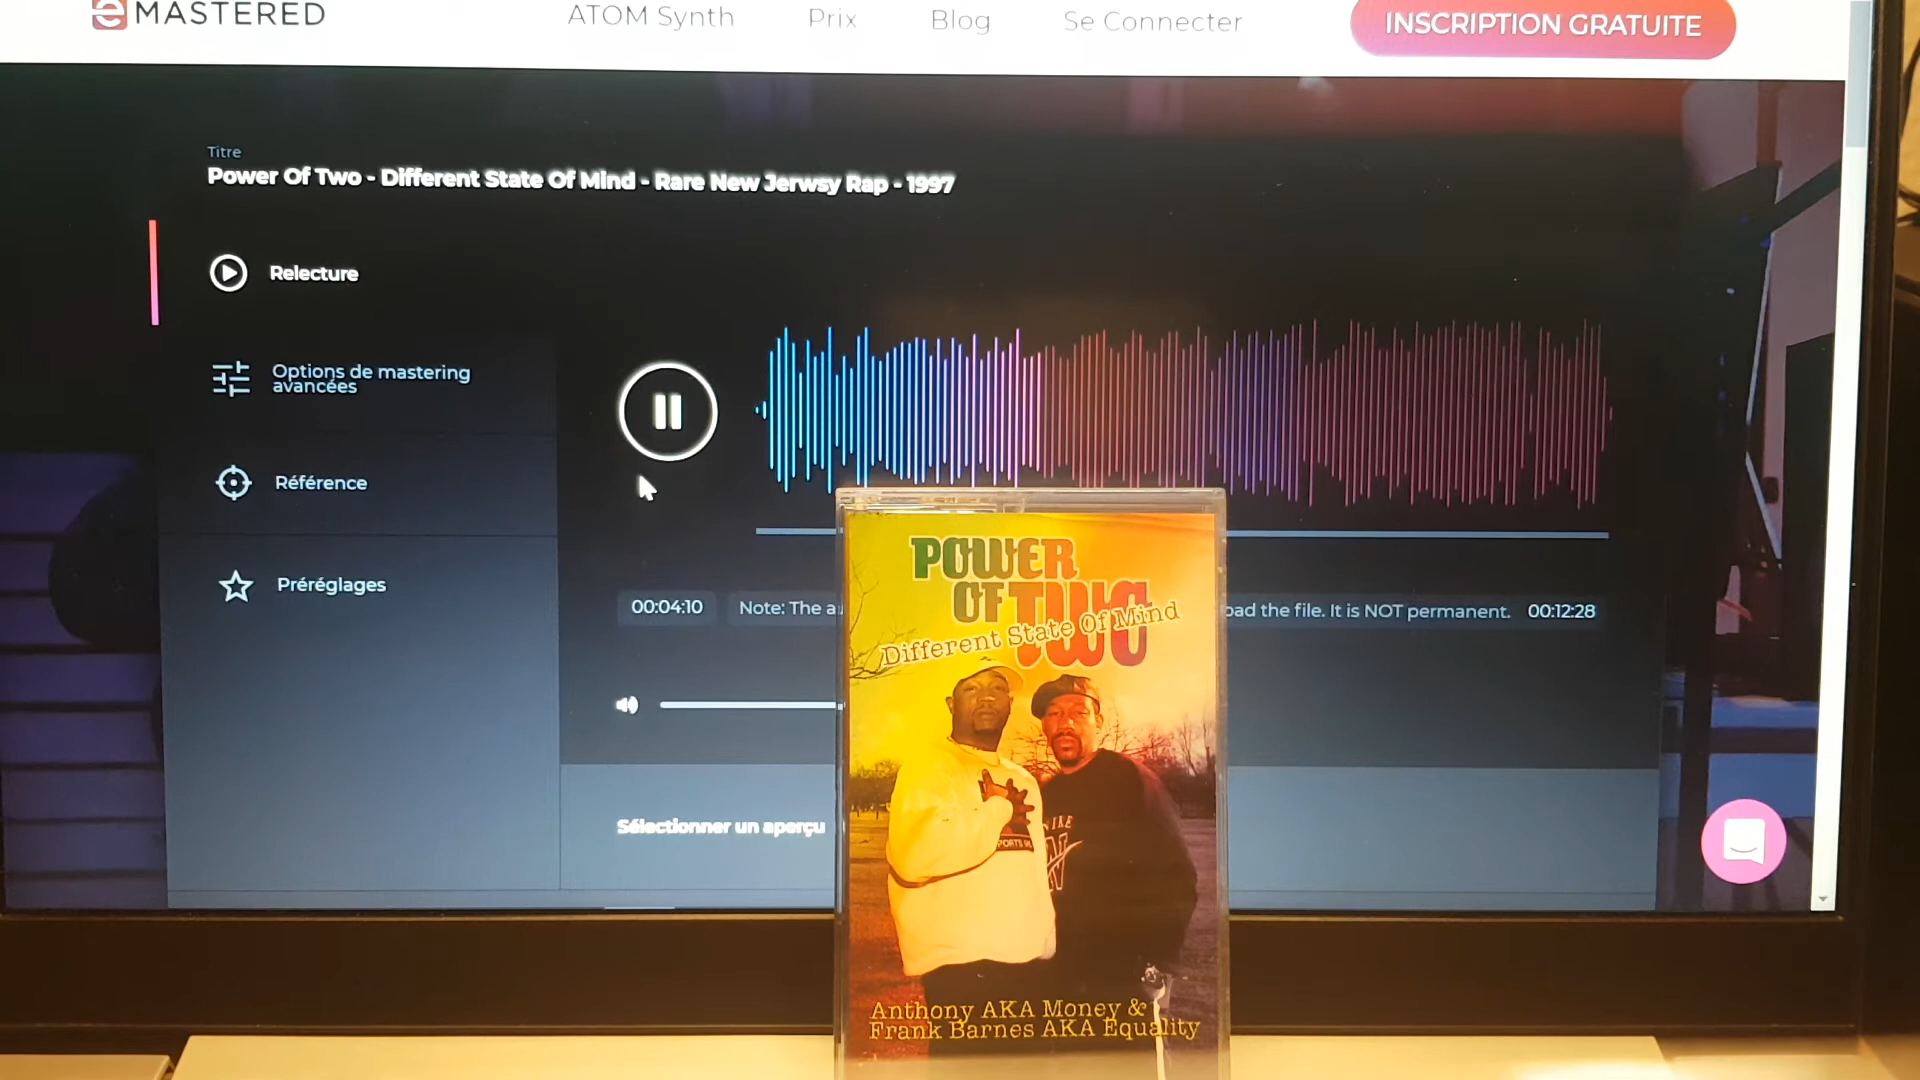 eMASTERED
ATOM Synth Prix Blog Se Connecter INSCRIPTION GRATUITE
Titre
Power Of Two - Different State Of Mind - Rare New Jerwsy Rap - 1997
Relecture
Options de mastering
avancées
Référence
Préréglages
00:04:10 Note: The a
oad the file. It is NOT permanent. 00:12:28
Sélectionner un aperçu
POWER
OF TWO
Different State Of Mind
NIKE
Anthony AKA Money &
Frank Barnes AKA Equality